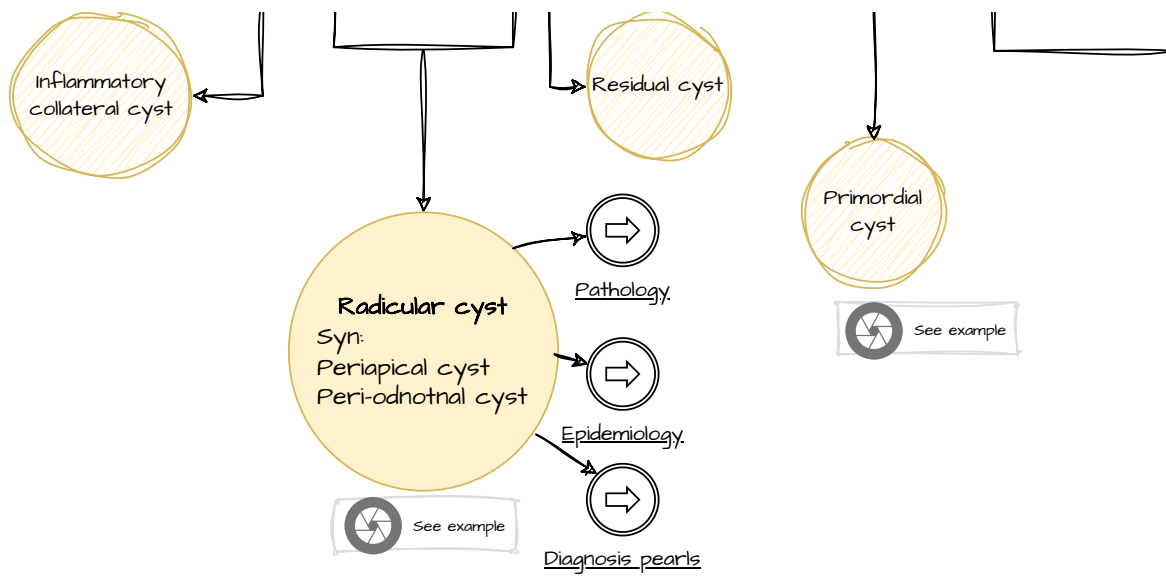 Inflammatory
collateral cyst
Residual cyst
Primordial
cyst
Radicular cyst
Syn:
Periapical cyst
Peri-odnotnal cyst
Pathology
Epidemiology
Diagnosis pearls
See example
See example